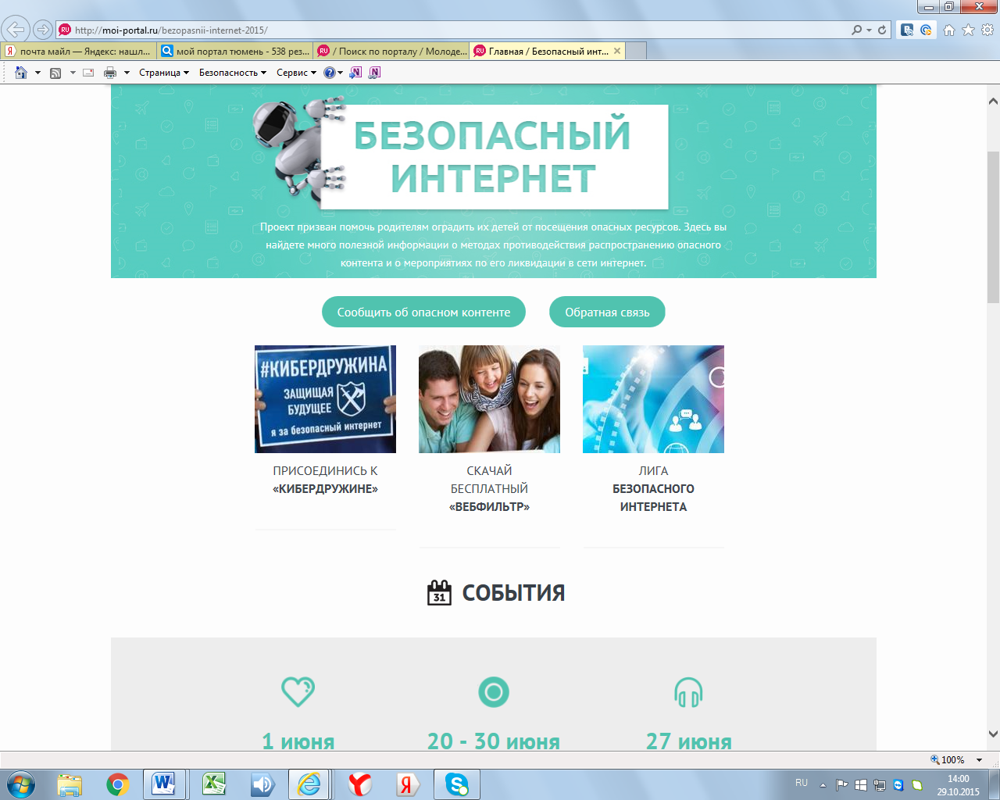 http://moi-portal.ru/bezopasnii-internet-2015/
почта майл — Яндекс: нашл...
мой портал тюмень - 538 рез...
/ Поиск по порталу / Молоде...
Главная / Безопасный инт...
Страница
Безопасность
Сервис
БЕЗОПАСНЫЙ
ИНТЕРНЕТ
Проект призван помочь родителям оградить их детей от посещения опасных ресурсов. Здесь вы
найдете много полезной информации о методах противодействия распространению опасного
контента и о мероприятиях по его ликвидации в сети интернет.
Сообщить об опасном контенте
Обратная связь
#КИБЕРДРУЖИНА
ЗАЩИЩАЯ
БУДУЩЕЕ
я за безопасный интернет
ПРИСОЕДИНИСЬ К
«КИБЕРДРУЖИНЕ»
СКАЧАЙ
БЕСПЛАТНЫЙ
«ВЕБФИЛЬТР»
ЛИГА
БЕЗОПАСНОГО
ИНТЕРНЕТА
31
СОБЫТИЯ
1 июня
20 - 30 июня
27 июня
100%
RU
14:00
29.10.2015